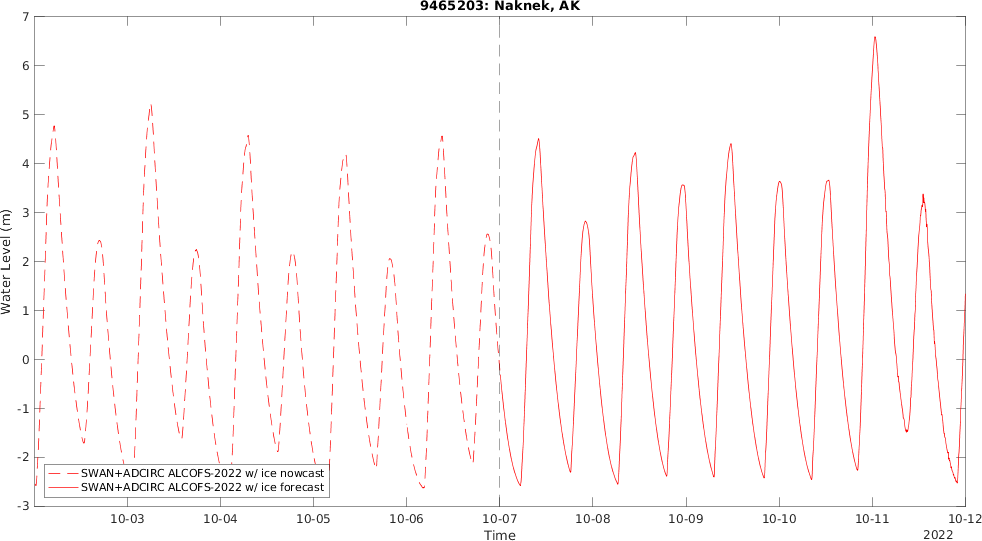 9465203: Naknek, AK
7
6
5
4
3
2
1
0
-1
-2
-3
Water Level (m)
SWAN+ADCIRC ALCOFS-2022 w/ ice nowcast
SWAN+ADCIRC ALCOFS-2022 w/ ice forecast
10-03 10-04 10-05 10-06 10-07 10-08 10-09 10-10 10-11 10-12
Time
2022